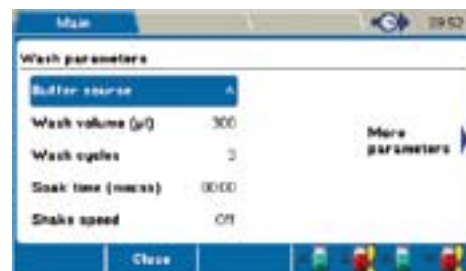 Main
09:52
Wash parameters
Buffer source A
Wash volume (µl) 300
Wash cycles 3
Soak time (mm:ss) 00:00
Shake speed Off
More
parameters
Close